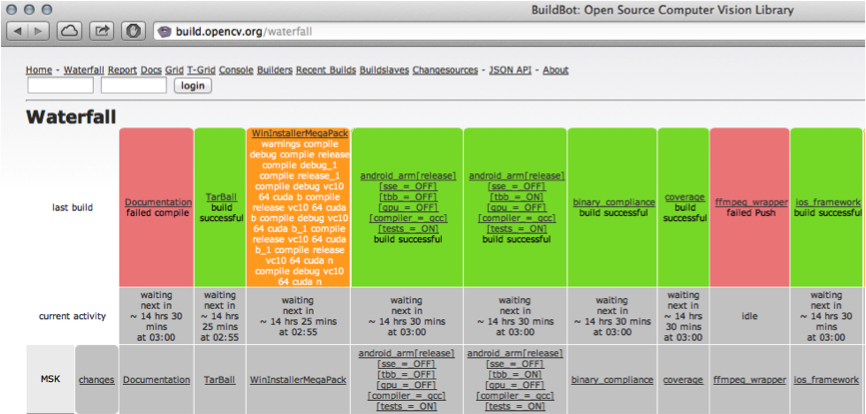 BuildBot: Open Source Computer Vision Library
build.opencv.org/waterfall
Home - Waterfall Report Docs Grid T-Grid Console Builders Recent Builds Buildslaves Changesources - JSON API - About
login
Waterfall
last build
Documentation
failed compile
TarBall
build
successful
WinInstallerMegaPack
warnings compile
debug compile release
compile debug_1
compile release_1
compile debug vc10
64 cuda b compile
release vc10 64 cuda
b compile debug vc10
64 cuda b_1 compile
release vc10 64 cuda
b_1 compile release
vc10 64 cuda n
compile debug vc10
64 cuda n
android_arm[release]
[sse = OFF]
[tbb = OFF]
[gpu = OFF]
[compiler = gcc]
[tests = ON]
build successful
android_arm[release]
[sse = OFF]
[tbb = ON]
[gpu = OFF]
[compiler = gcc]
[tests = ON]
build successful
binary_compliance
build successful
coverage
build
successful
ffmpeg_wrapper
failed Push
ios_framework
build successful
current activity
waiting
next in
~ 14 hrs 30
mins
at 03:00
waiting
next in
~ 14 hrs
25 mins
at 02:55
waiting
next in
~ 14 hrs 25 mins
at 02:55
waiting
next in
~ 14 hrs 30 mins
at 03:00
waiting
next in
~ 14 hrs 30 mins
at 03:00
waiting
next in
~ 14 hrs 30 mins
at 03:00
waiting
next in
~ 14 hrs
30 mins
at 03:00
idle
waiting
next in
~ 14 hrs 30
mins
at 03:00
MSK
changes
Documentation
TarBall
WinInstallerMegaPack
android_arm[release]
[sse = OFF]
[tbb = OFF]
[gpu = OFF]
[compiler = gcc]
[tests = ON]
android_arm[release]
[sse = OFF]
[tbb = ON]
[gpu = OFF]
[compiler = gcc]
[tests = ON]
binary_compliance
coverage
ffmpeg_wrapper
ios_framework